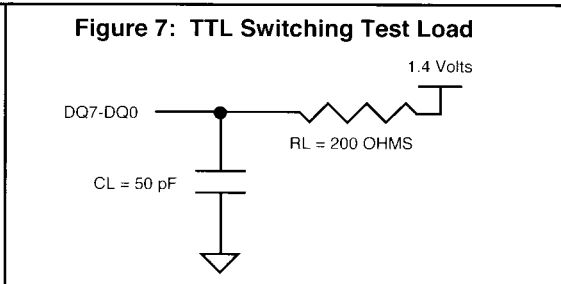 Figure 7: TTL Switching Test Load
1.4 Volts
DQ7-DQ0
RL = 200 OHMS
CL = 50 pF